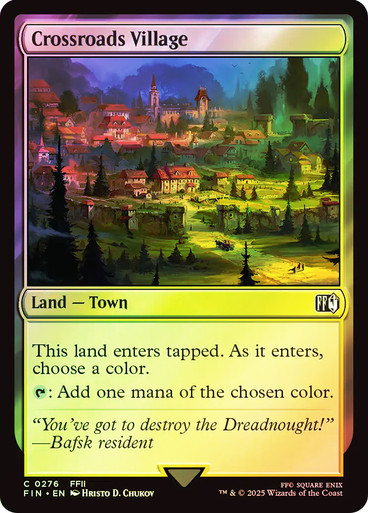 Crossroads Village
Land — Town
FFII
This land enters tapped. As it enters,
choose a color.
: Add one mana of the chosen color.
“You’ve got to destroy the Dreadnought!”
—Bafsk resident
C 0276 FFII
FIN • EN Hristo D. Chukov
FF© SQUARE ENIX
™ & © 2025 Wizards of the Coast